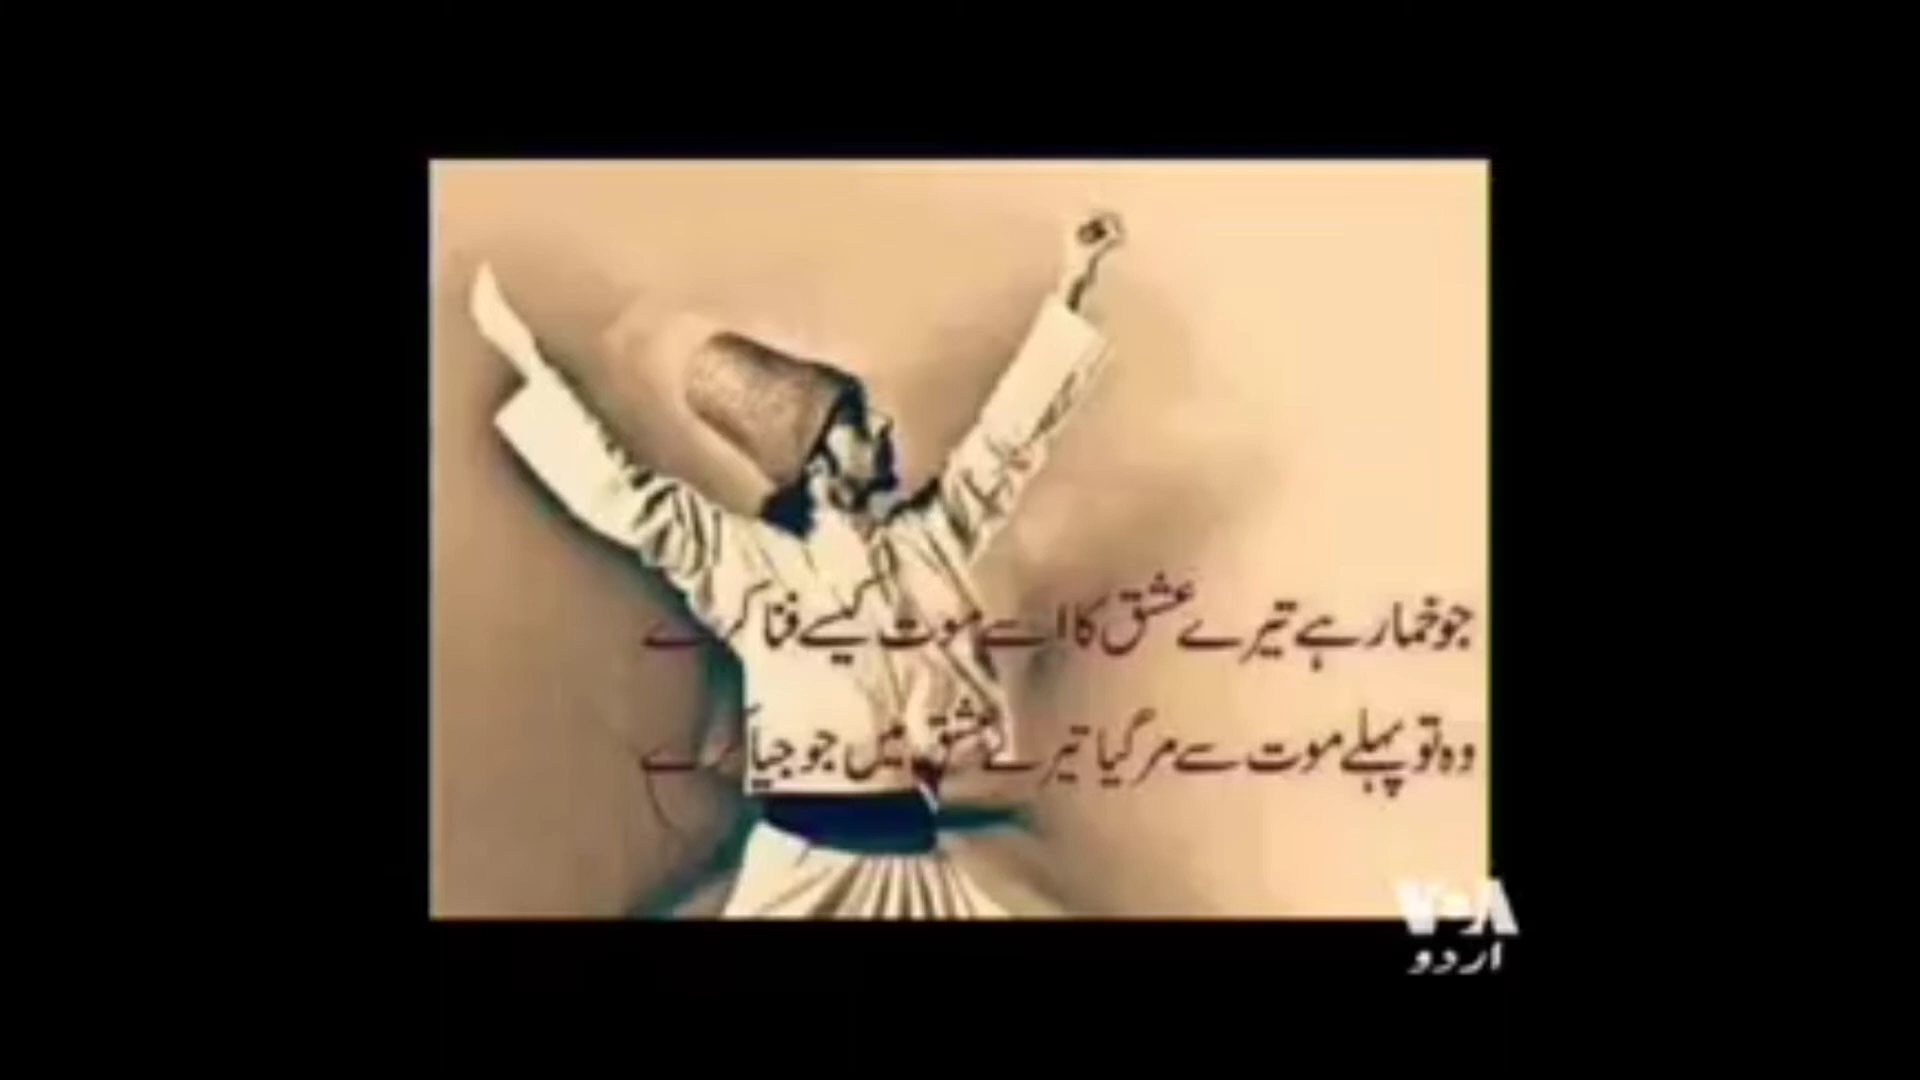 جو خمار ہے تیرے عشق کا اسے موت کیسے فنا کرے
وہ تو پہلے موت سے مر گیا تیرے عشق میں جو جیا کرے
VOA
اردو